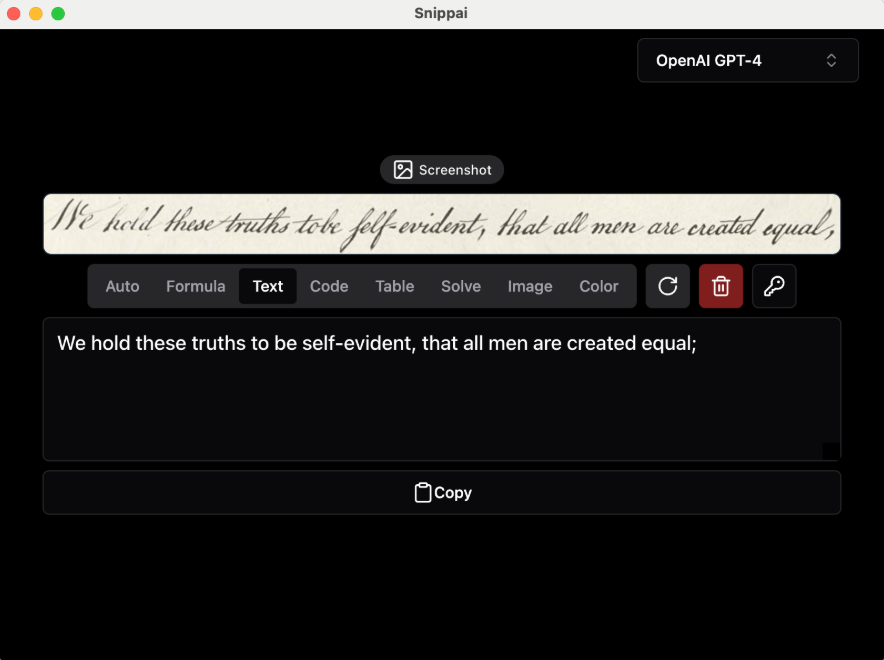 Snippai
OpenAI GPT-4
Screenshot
We hold these truths to be self-evident, that all men are created equal,
Auto Formula Text Code Table Solve Image Color
We hold these truths to be self-evident, that all men are created equal;
Copy